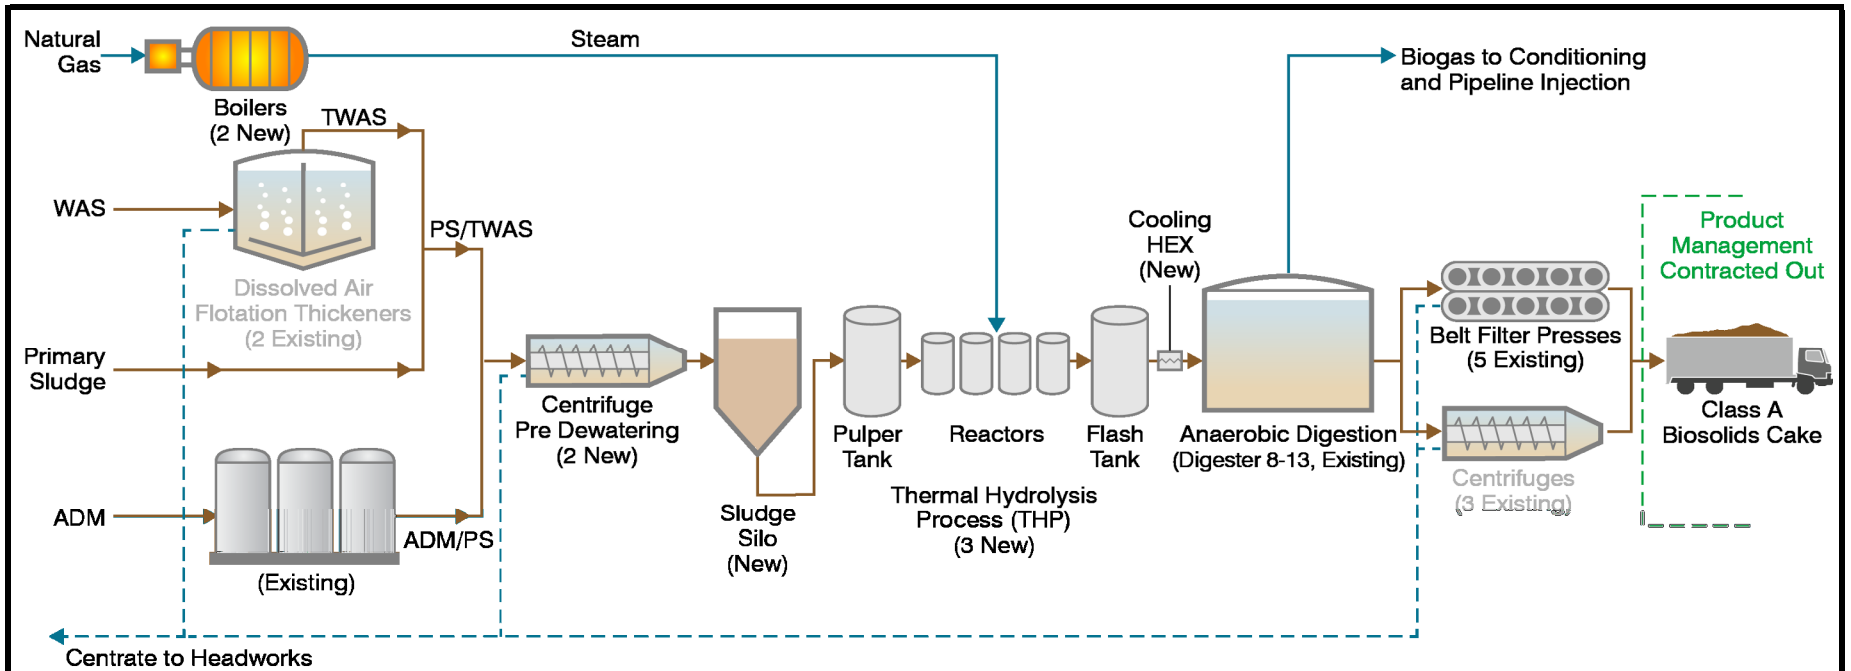 Natural
Gas
Steam
Boilers
(2 New)
Biogas to Conditioning
and Pipeline Injection
TWAS
WAS
PS/TWAS
Dissolved Air
Flotation Thickeners
(2 Existing)
Primary
Sludge
ADM
ADM/PS
(Existing)
Centrifuge
Pre Dewatering
(2 New)
Sludge
Silo
(New)
Pulper
Tank
Reactors
Flash
Tank
Thermal Hydrolysis
Process (THP)
(3 New)
Cooling
HEX
(New)
Anaerobic Digestion
(Digester 8-13, Existing)
Belt Filter Presses
(5 Existing)
Centrifuges
(3 Existing)
Product
Management
Contracted Out
Class A
Biosolids Cake
Centrate to Headworks